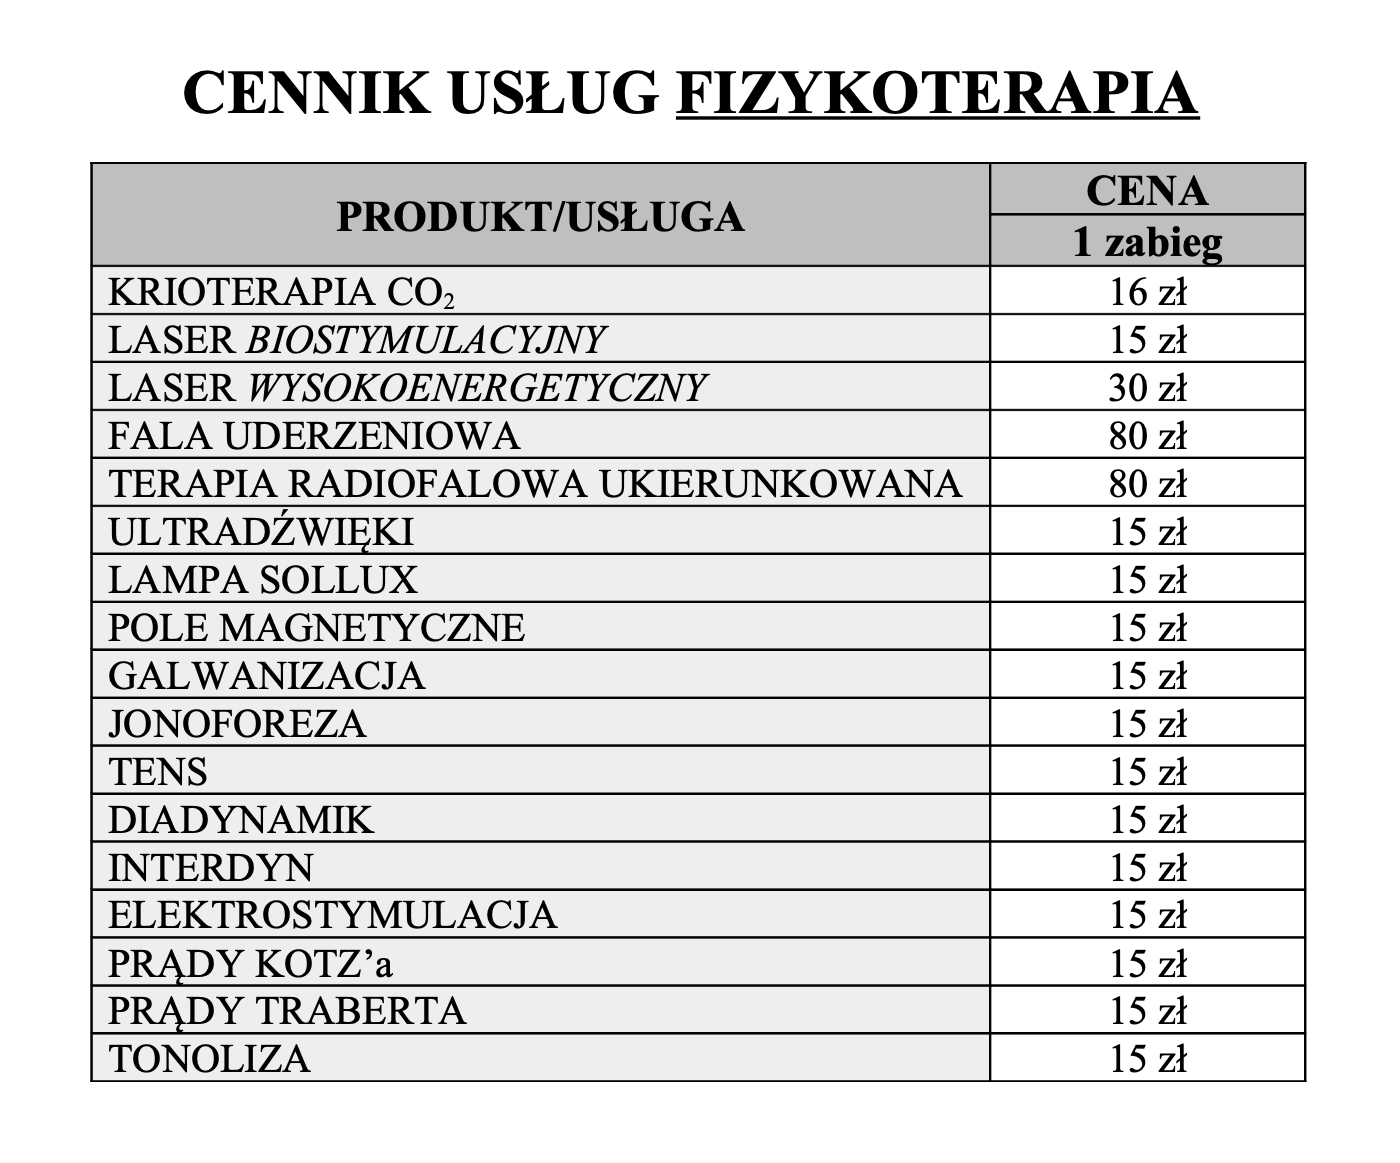 CENNIK USŁUG FIZYKOTERAPIA
PRODUKT/USŁUGA
CENA
1 zabieg
KRIOTERAPIA CO₂ 16 zł
LASER BIOSTYMULACYJNY 15 zł
LASER WYSOKOENERGETYCZNY 30 zł
FALA UDERZENIOWA 80 zł
TERAPIA RADIOFALOWA UKIERUNKOWANA 80 zł
ULTRADŹWIĘKI 15 zł
LAMPA SOLLUX 15 zł
POLE MAGNETYCZNE 15 zł
GALWANIZACJA 15 zł
JONOFOREZA 15 zł
TENS 15 zł
DIADYNAMIK 15 zł
INTERDYN 15 zł
ELEKTROSTYMULACJA 15 zł
PRĄDY KOTZ’a 15 zł
PRĄDY TRABERTA 15 zł
TONOLIZA 15 zł